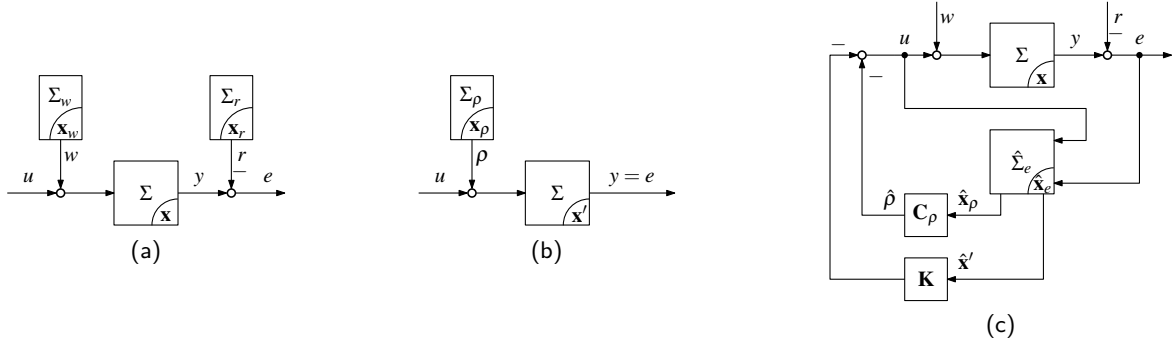 Σ_w
x_w
w
u
Σ
x
y
Σ_r
x_r
r
−
e
(a)
Σ_ρ
x_ρ
ρ
u
Σ
x′
y = e
(b)
−
−
u
w
Σ
x
y
r
−
e
Σ̂_e
x̂_e
ρ̂
C_ρ
x̂_ρ
K
x̂′
(c)